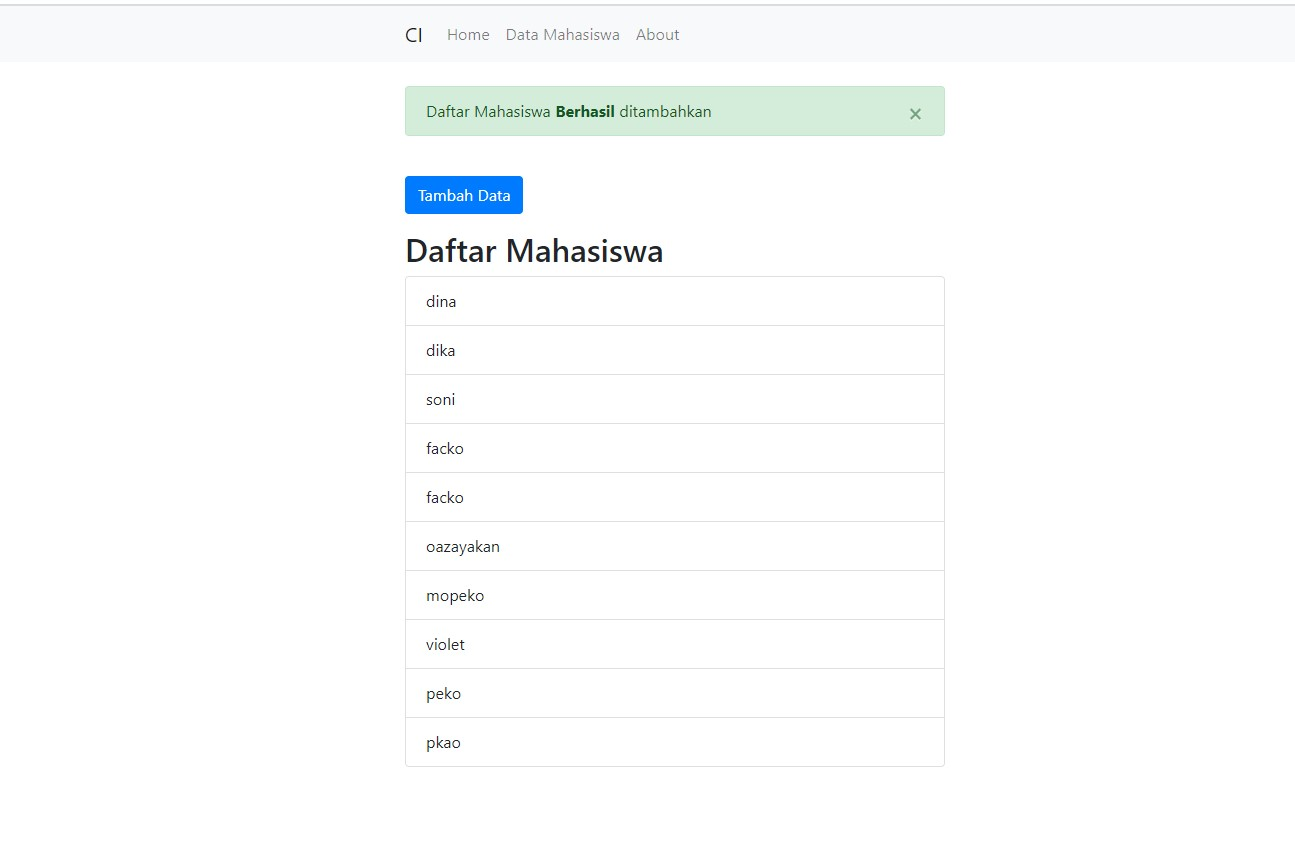 CI Home Data Mahasiswa About
Daftar Mahasiswa Berhasil ditambahkan ×
Tambah Data
Daftar Mahasiswa
dina
dika
soni
facko
facko
oazayakan
mopeko
violet
peko
pkao